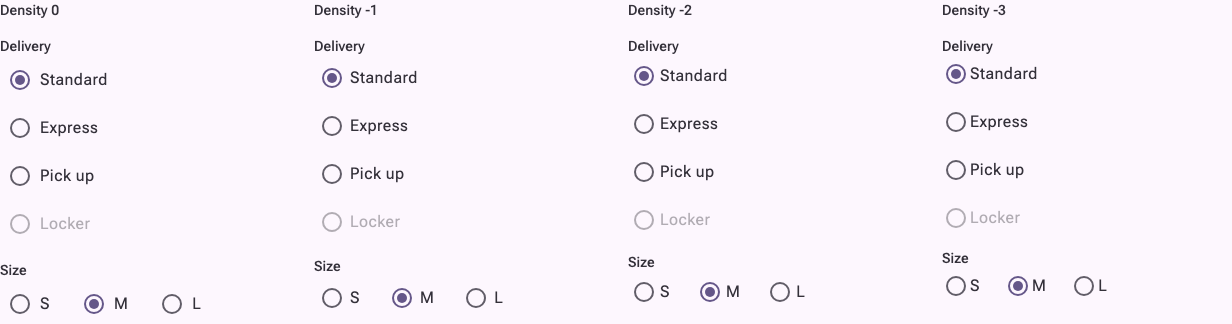 Density 0
Delivery
Standard
Express
Pick up
Locker
Size
S M L
Density -1
Delivery
Standard
Express
Pick up
Locker
Size
S M L
Density -2
Delivery
Standard
Express
Pick up
Locker
Size
S M L
Density -3
Delivery
Standard
Express
Pick up
Locker
Size
S M L